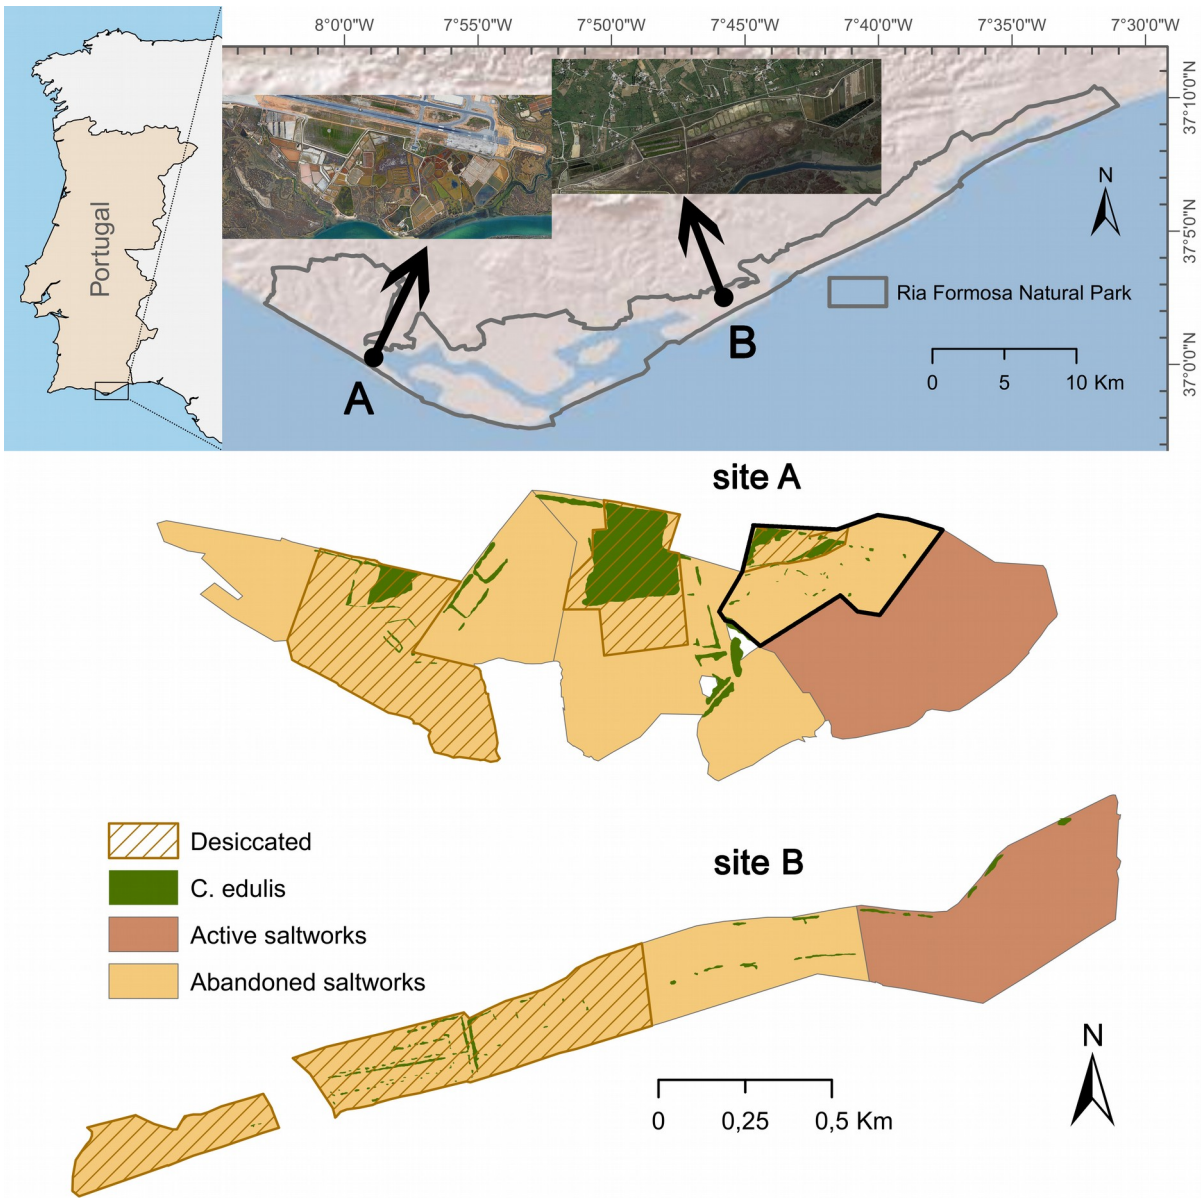 8°0'0"W 7°55'0"W 7°50'0"W 7°45'0"W 7°40'0"W 7°35'0"W 7°30'0"W
37°10'0"N
37°5'0"N
37°0'0"N
Portugal
N
Ria Formosa Natural Park
A
B
0 5 10 Km
site A
Desiccated
C. edulis
Active saltworks
Abandoned saltworks
site B
N
0 0,25 0,5 Km